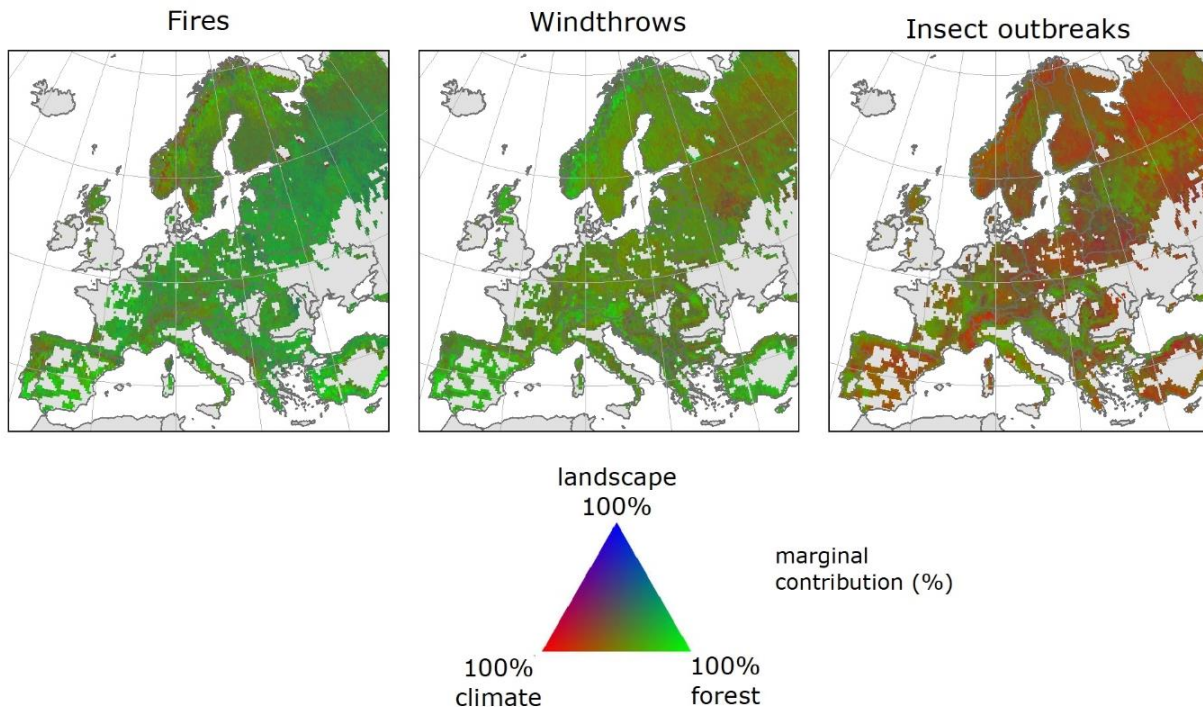 Fires
Windthrows
Insect outbreaks
landscape
100%
marginal
contribution (%)
100%
climate
100%
forest